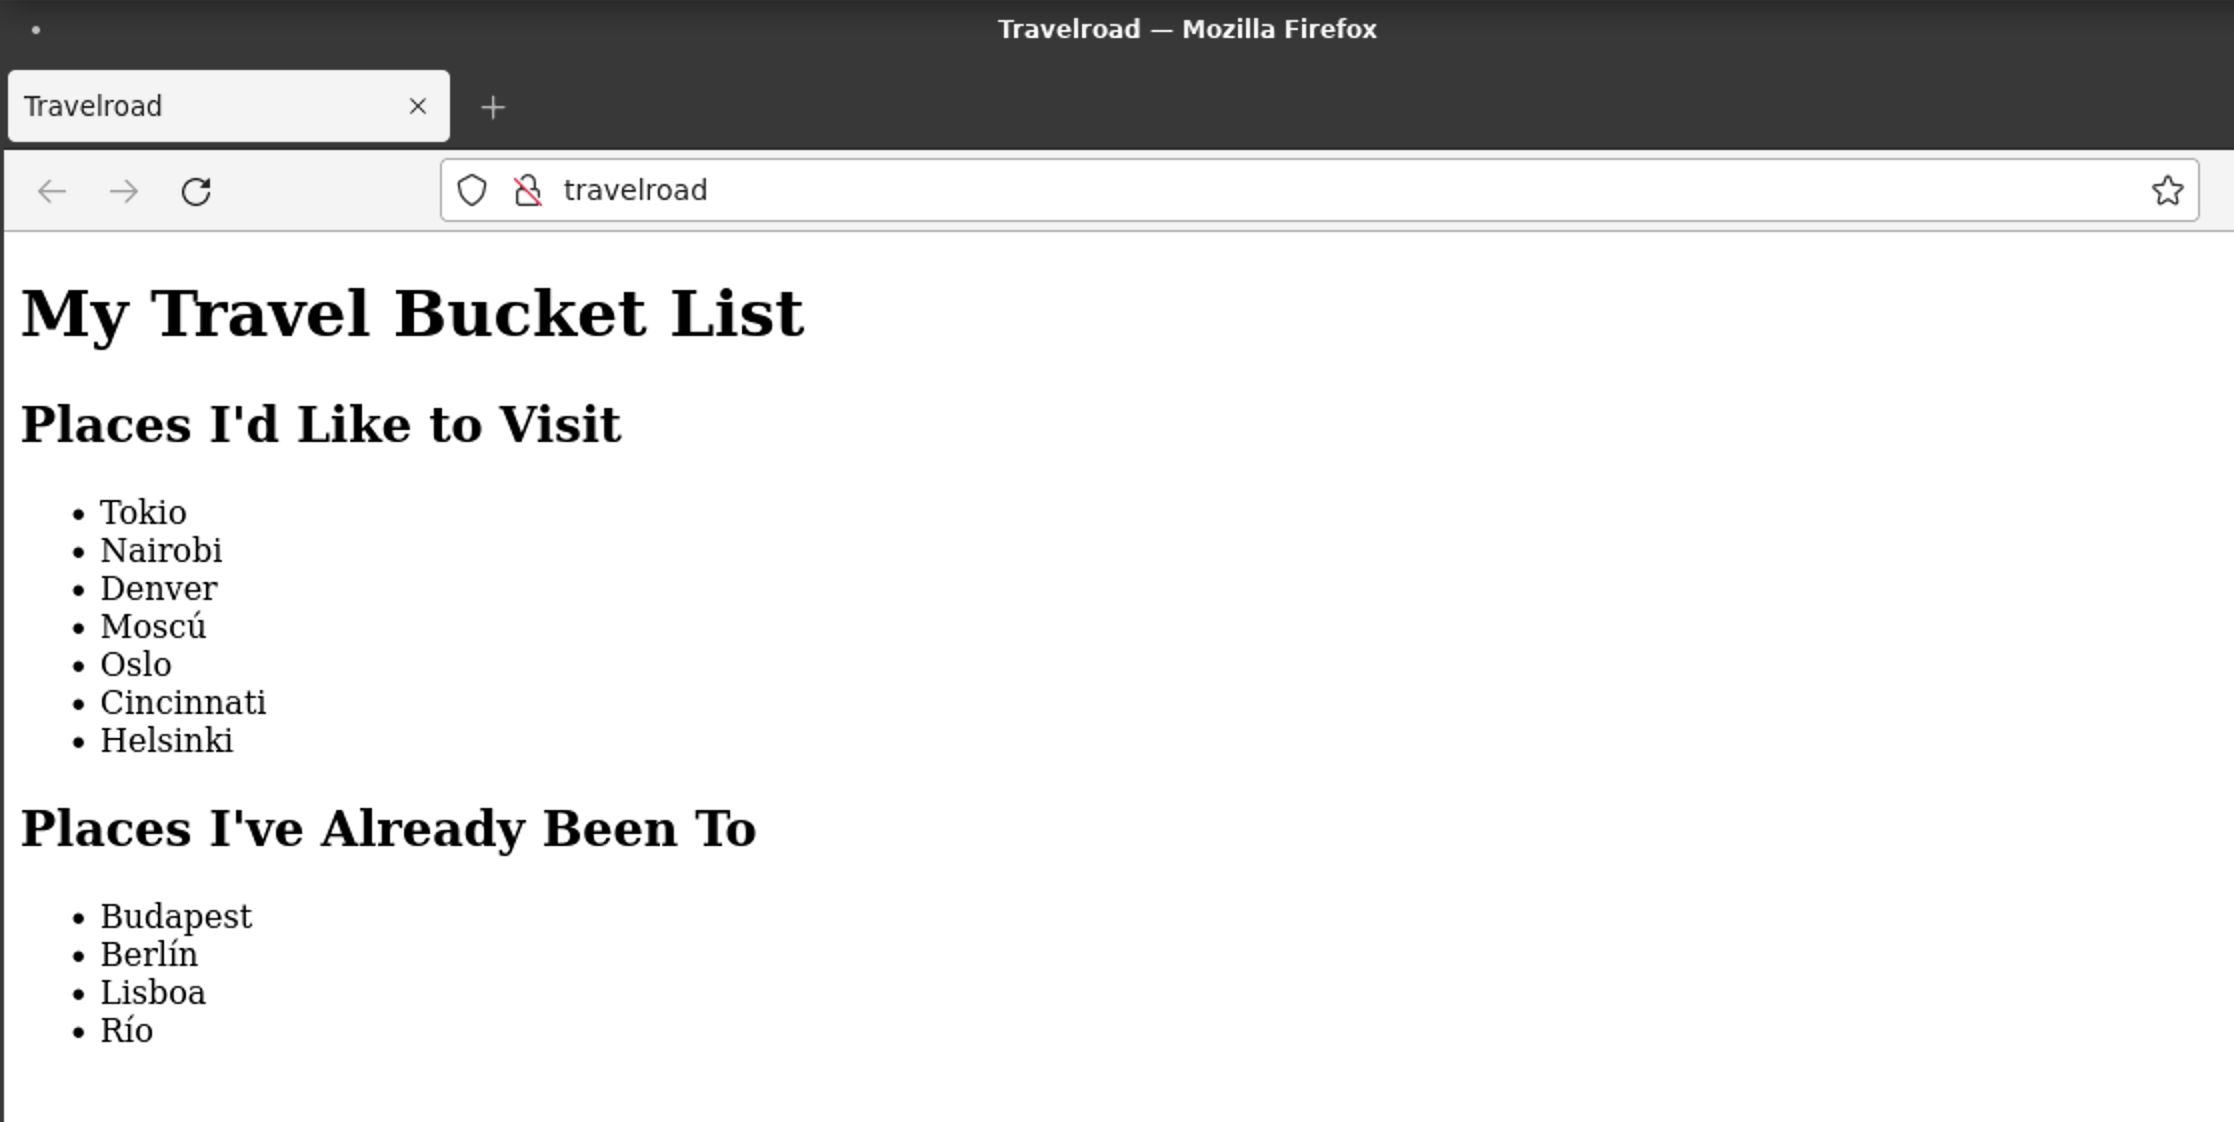 Travelroad — Mozilla Firefox
Travelroad
travelroad
My Travel Bucket List
Places I'd Like to Visit
Tokio
Nairobi
Denver
Moscú
Oslo
Cincinnati
Helsinki
Places I've Already Been To
Budapest
Berlín
Lisboa
Río